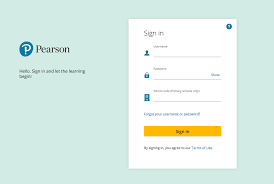 Sign in
Username
Pearson
Password
Show
Hello. Sign in and let the learning
begin!
Forgot your username or password?
Sign in
By signing in, you agree to our Terms of Use.